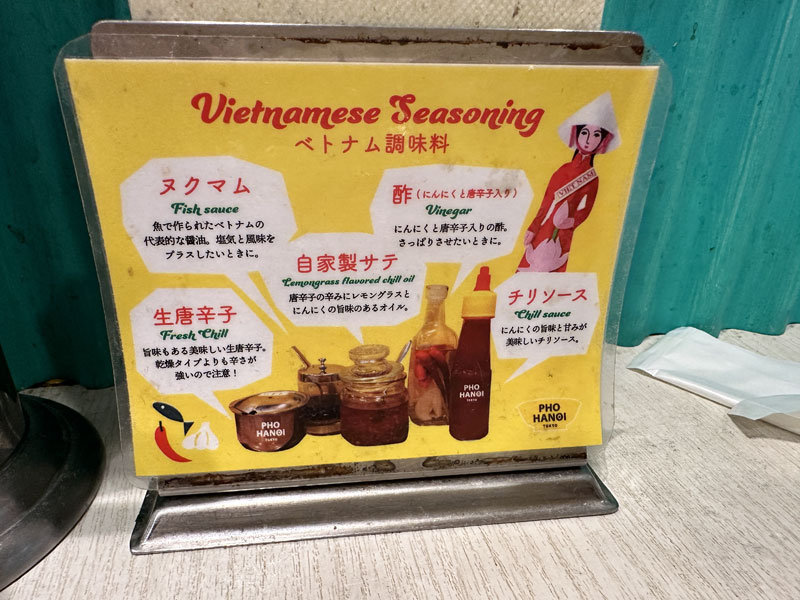 Vietnamese Seasoning
ベトナム調味料
VIETNAM
ヌクマム
Fish sauce
魚で作られたベトナムの
代表的な醤油。塩気と風味を
プラスしたいときに。
酢(にんにくと唐辛子入り)
Vinegar
にんにくと唐辛子入りの酢。
さっぱりさせたいときに。
自家製サテ
Lemongrass flavored chill oil
唐辛子の辛みにレモングラスと
にんにくの旨味のあるオイル。
生唐辛子
Fresh Chill
旨味もある美味しい生唐辛子。
乾燥タイプよりも辛さが
強いので注意!
チリソース
Chill sauce
にんにくの旨味と甘みが
美味しいチリソース。
PHO
HANOI
TOKYO
PHO
HANOI
TOKYO
PHO
HANOI
TOKYO